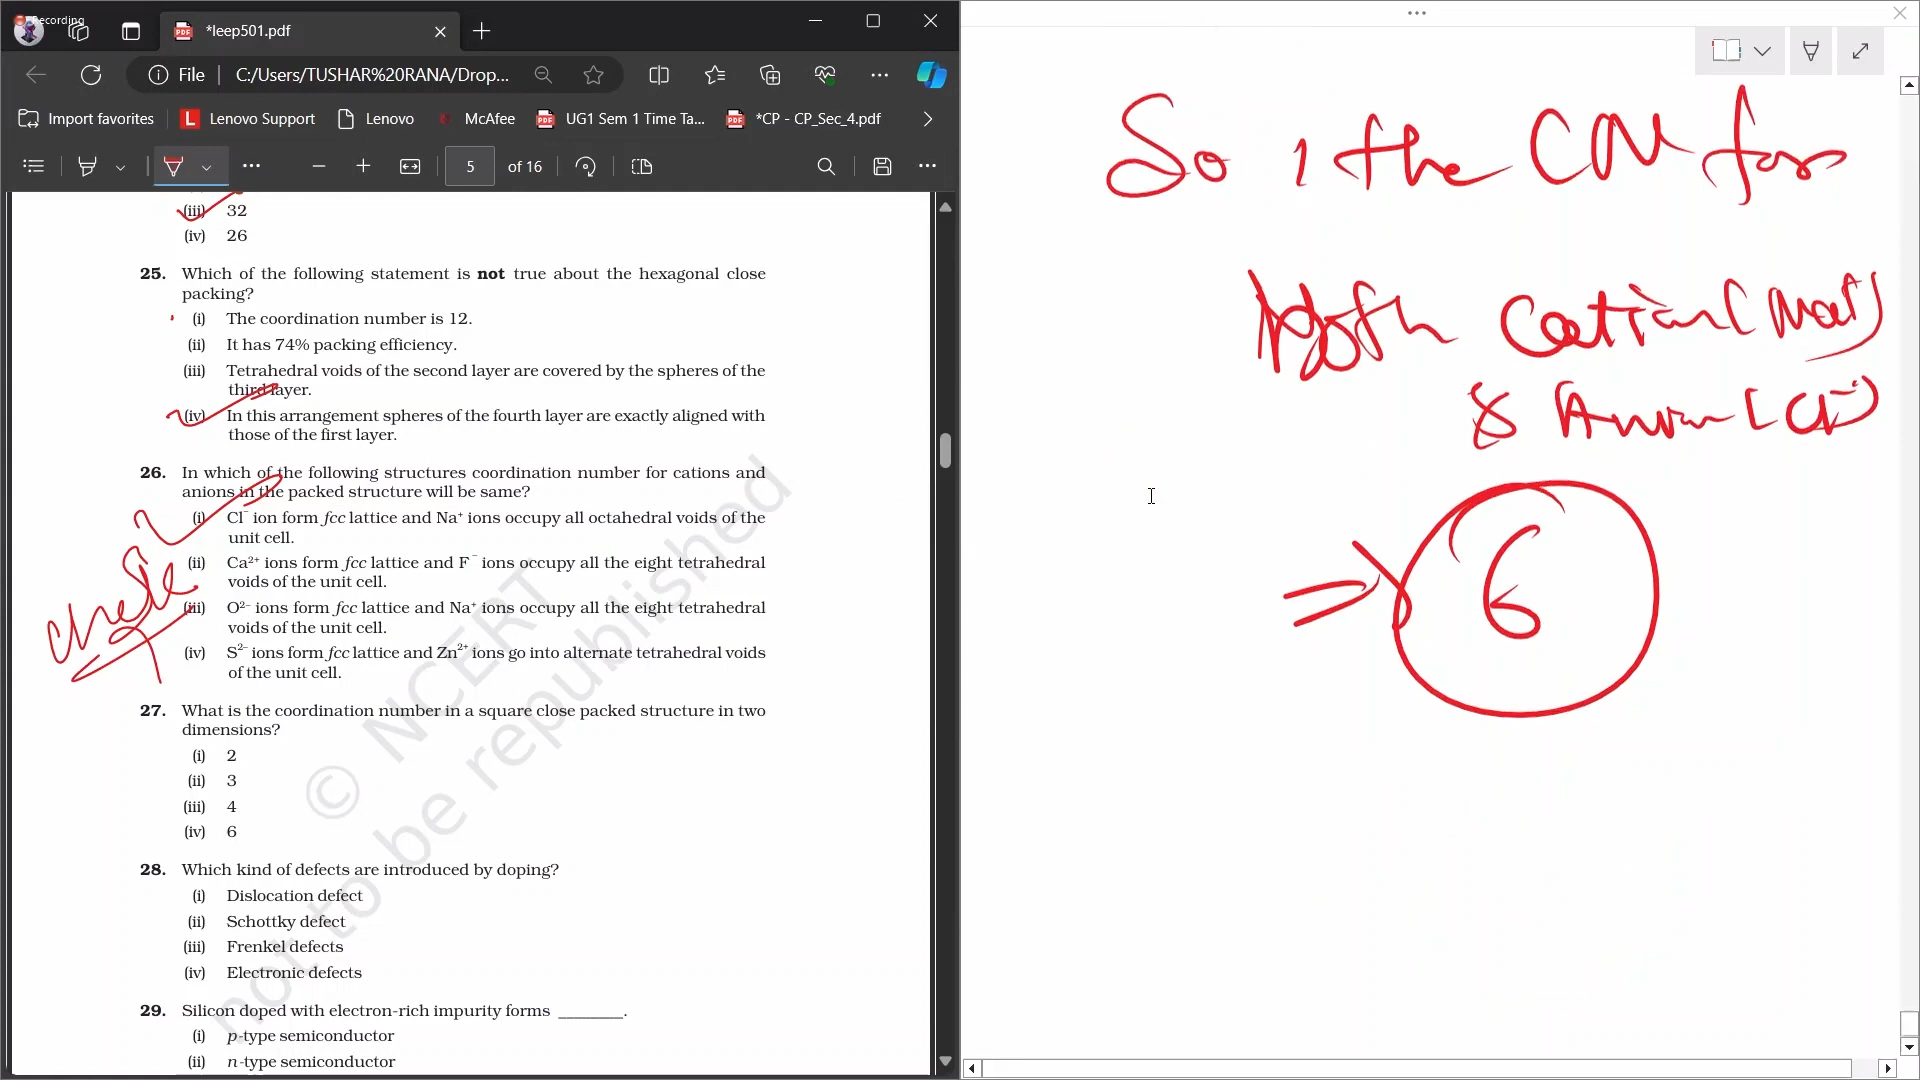 Recording
*leep501.pdf
File C:/Users/TUSHAR%20RANA/Drop...
Import favorites Lenovo Support Lenovo McAfee UG1 Sem 1 Time Ta... *CP - CP_Sec_4.pdf
5 of 16
(iii) 32
(iv) 26
25. Which of the following statement is not true about the hexagonal close
packing?
(i) The coordination number is 12.
(ii) It has 74% packing efficiency.
(iii) Tetrahedral voids of the second layer are covered by the spheres of the
third layer.
(iv) In this arrangement spheres of the fourth layer are exactly aligned with
those of the first layer.
26. In which of the following structures coordination number for cations and
anions in the packed structure will be same?
(i) Cl⁻ ion form fcc lattice and Na⁺ ions occupy all octahedral voids of the
unit cell.
(ii) Ca²⁺ ions form fcc lattice and F⁻ ions occupy all the eight tetrahedral
voids of the unit cell.
(iii) O²⁻ ions form fcc lattice and Na⁺ ions occupy all the eight tetrahedral
voids of the unit cell.
(iv) S²⁻ ions form fcc lattice and Zn²⁺ ions go into alternate tetrahedral voids
of the unit cell.
27. What is the coordination number in a square close packed structure in two
dimensions?
(i) 2
(ii) 3
(iii) 4
(iv) 6
28. Which kind of defects are introduced by doping?
(i) Dislocation defect
(ii) Schottky defect
(iii) Frenkel defects
(iv) Electronic defects
29. Silicon doped with electron-rich impurity forms ________.
(i) p-type semiconductor
(ii) n-type semiconductor
© NCERT
not to be republished
So, the CN for
Both Cation (Na+)
& Anion (Cl-)
⇒ 6